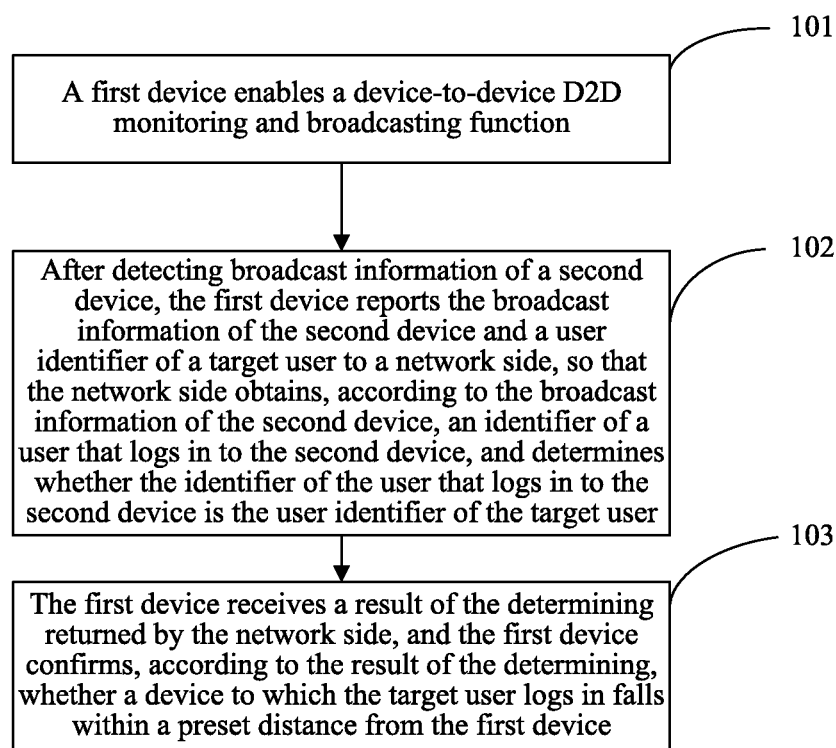 101
A first device enables a device-to-device D2D
monitoring and broadcasting function
102
After detecting broadcast information of a second
device, the first device reports the broadcast
information of the second device and a user
identifier of a target user to a network side, so that
the network side obtains, according to the broadcast
information of the second device, an identifier of a
user that logs in to the second device, and determines
whether the identifier of the user that logs in to the
second device is the user identifier of the target user
103
The first device receives a result of the determining
returned by the network side, and the first device
confirms, according to the result of the determining,
whether a device to which the target user logs in falls
within a preset distance from the first device